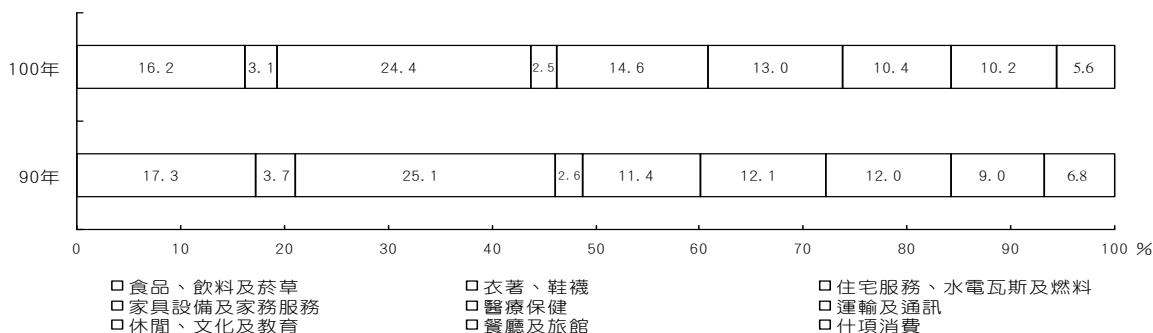 100年 16.2 3.1 24.4 2.5 14.6 13.0 10.4 10.2 5.6
90年 17.3 3.7 25.1 2.6 11.4 12.1 12.0 9.0 6.8
0 10 20 30 40 50 60 70 80 90 100 %
食品、飲料及菸草 衣著、鞋襪 住宅服務、水電瓦斯及燃料
家具設備及家務服務 醫療保健 運輸及通訊
休閒、文化及教育 餐廳及旅館 什項消費